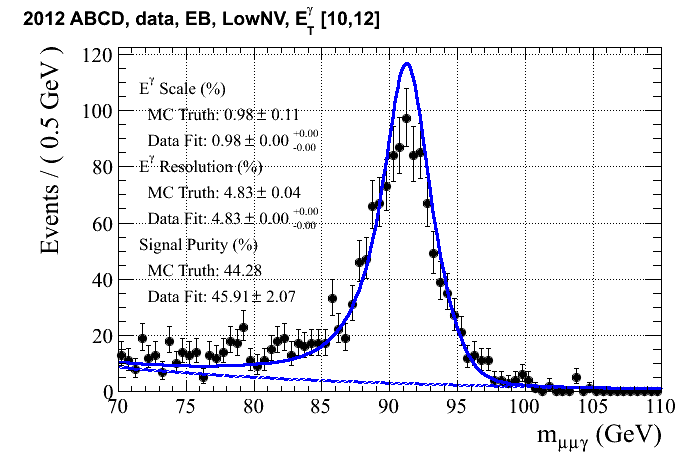 2012 ABCD, data, EB, LowNV, E_T^γ [10,12]
Events / ( 0.5 GeV )
120
100
80
60
40
20
0
E^γ Scale (%)
MC Truth: 0.98 ± 0.11
Data Fit: 0.98 ± 0.00 +0.00 -0.00
E^γ Resolution (%)
MC Truth: 4.83 ± 0.04
Data Fit: 4.83 ± 0.00 +0.00 -0.00
Signal Purity (%)
MC Truth: 44.28
Data Fit: 45.91 ± 2.07
70 75 80 85 90 95 100 105 110
m_μμγ (GeV)